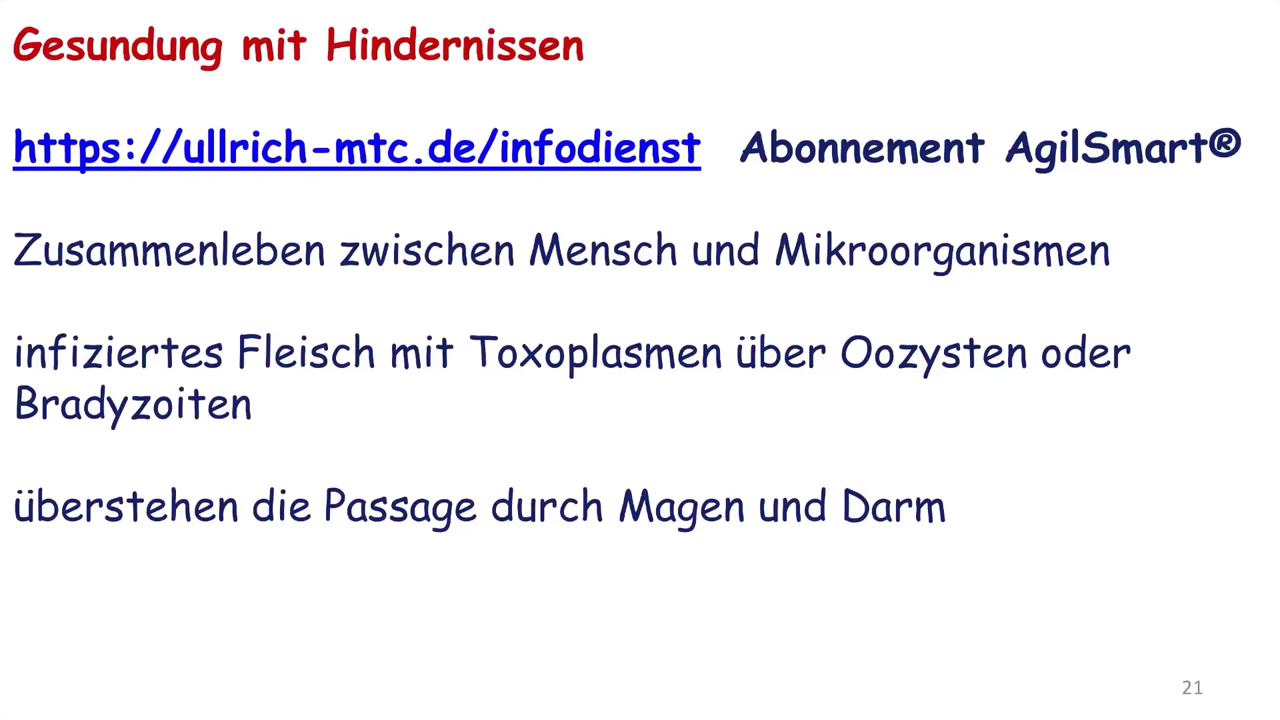 Gesundung mit Hindernissen
https://ullrich-mtc.de/infodienst Abonnement AgilSmart®
Zusammenleben zwischen Mensch und Mikroorganismen
infiziertes Fleisch mit Toxoplasmen über Oozysten oder
Bradyzoiten
überstehen die Passage durch Magen und Darm
21